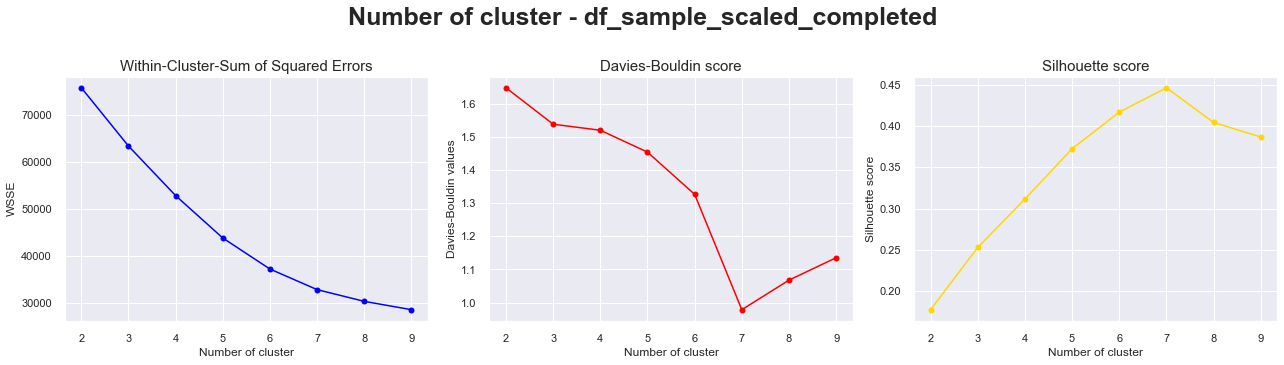 Number of cluster - df_sample_scaled_completed
Within-Cluster-Sum of Squared Errors
WSSE
70000
60000
50000
40000
30000
2 3 4 5 6 7 8 9
Number of cluster
Davies-Bouldin score
Davies-Bouldin values
1.6
1.5
1.4
1.3
1.2
1.1
1.0
2 3 4 5 6 7 8 9
Number of cluster
Silhouette score
Silhouette score
0.45
0.40
0.35
0.30
0.25
0.20
2 3 4 5 6 7 8 9
Number of cluster